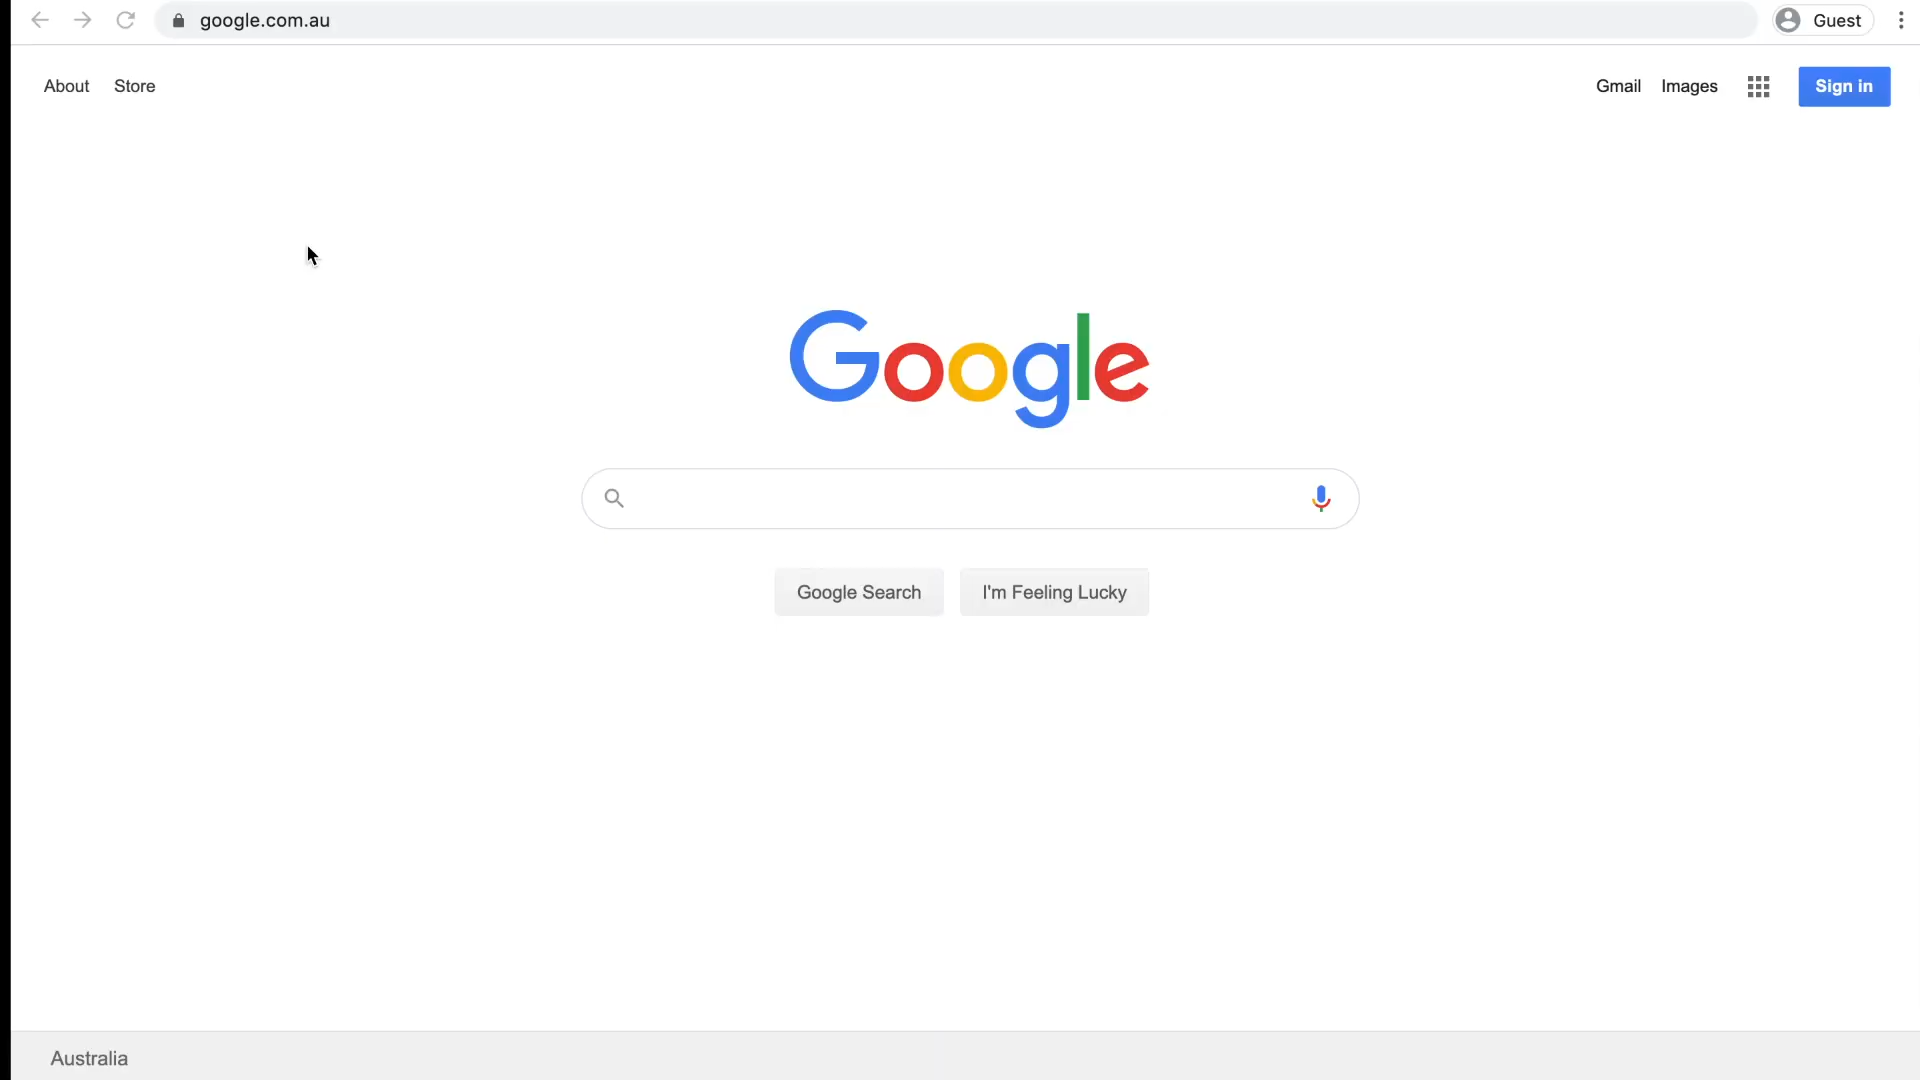 google.com.au
Guest
About Store
Gmail Images
Sign in
Google
Google Search
I'm Feeling Lucky
Australia